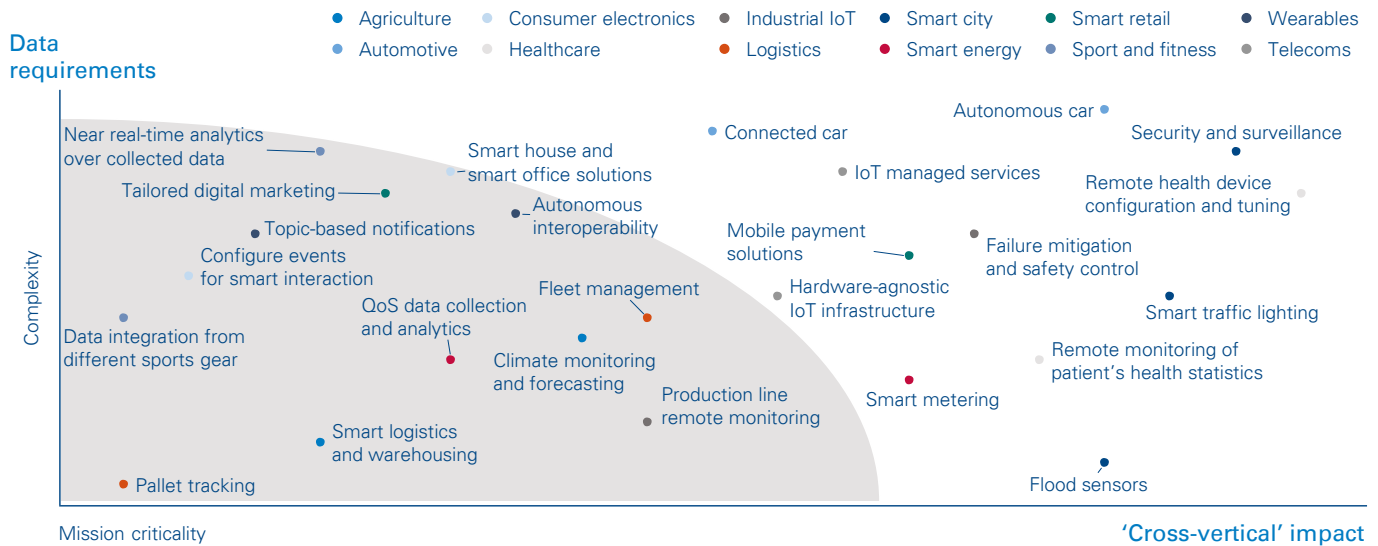 Agriculture
Consumer electronics
Industrial IoT
Smart city
Smart retail
Wearables
Automotive
Healthcare
Logistics
Smart energy
Sport and fitness
Telecoms
Data
requirements
Complexity
Near real-time analytics
over collected data
Tailored digital marketing
Smart house and
smart office solutions
Autonomous
interoperability
Topic-based notifications
Configure events
for smart interaction
QoS data collection
and analytics
Fleet management
Data integration from
different sports gear
Climate monitoring
and forecasting
Production line
remote monitoring
Smart logistics
and warehousing
Pallet tracking
Connected car
Autonomous car
Security and surveillance
IoT managed services
Remote health device
configuration and tuning
Mobile payment
solutions
Failure mitigation
and safety control
Hardware-agnostic
IoT infrastructure
Smart traffic lighting
Remote monitoring of
patient’s health statistics
Smart metering
Flood sensors
Mission criticality
‘Cross-vertical’ impact